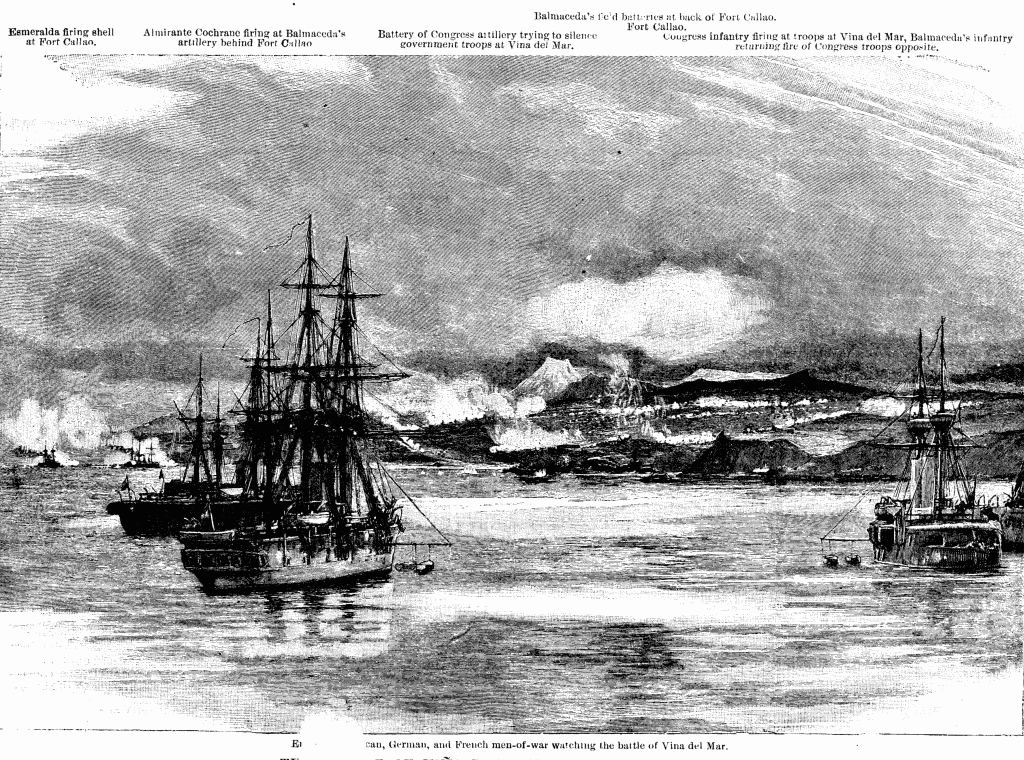 Balmaceda's field batteries at back of Fort Callao.
Fort Callao.
Esmeralda firing shell
at Fort Callao.
Almirante Cochrane firing at Balmaceda's
artillery behind Fort Callao
Battery of Congress artillery trying to silence
government troops at Vina del Mar.
Congress infantry firing at troops at Vina del Mar, Balmaceda's infantry
returning fire of Congress troops opposite.
can, German, and French men-of-war watching the battle of Vina del Mar.